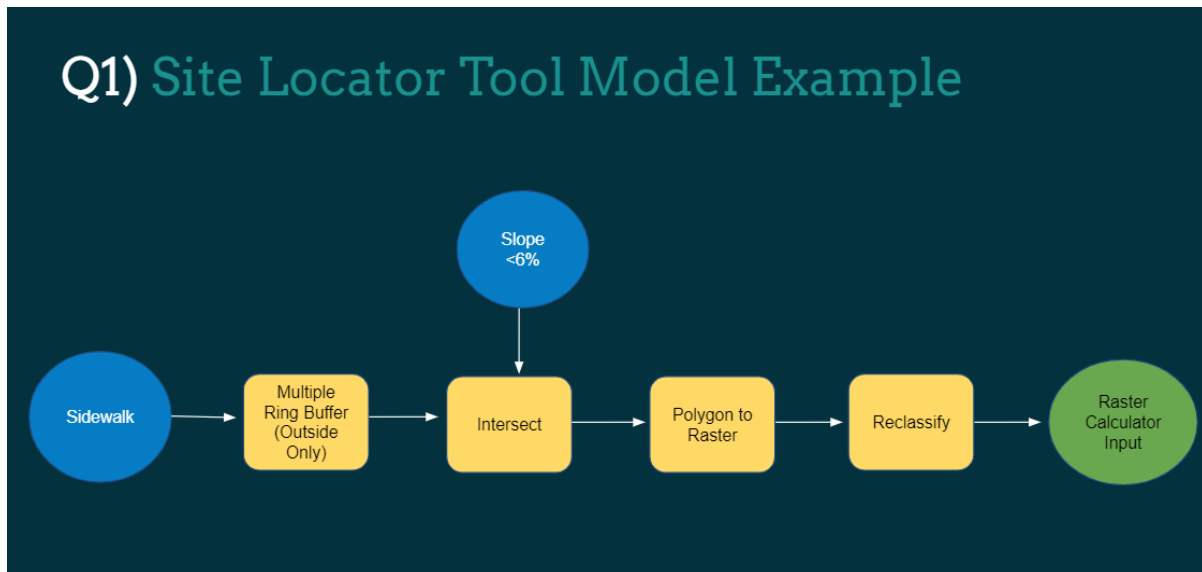 Q1) Site Locator Tool Model Example
Slope
<6%
Sidewalk
Multiple
Ring Buffer
(Outside
Only)
Intersect
Polygon to
Raster
Reclassify
Raster
Calculator
Input